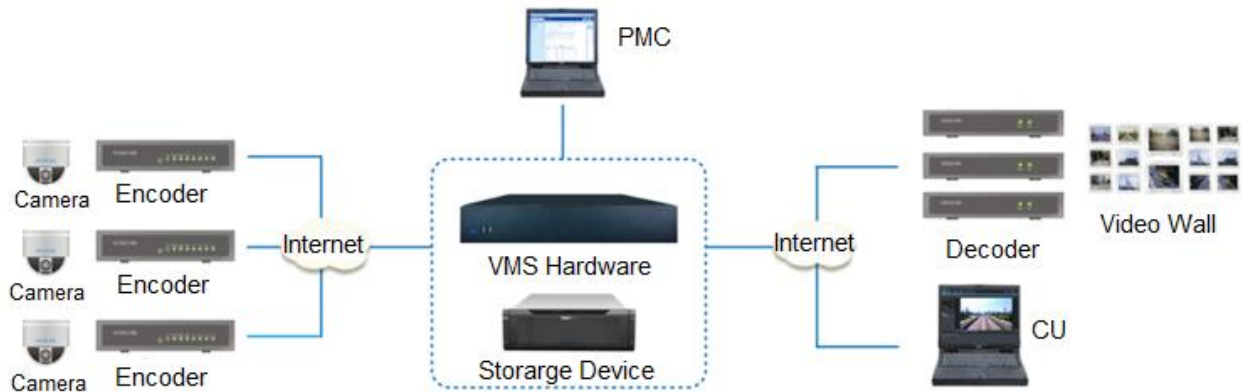 PMC
Camera
Encoder
Camera
Encoder
Camera
Encoder
Internet
VMS Hardware
Storarge Device
Internet
Decoder
Video Wall
CU